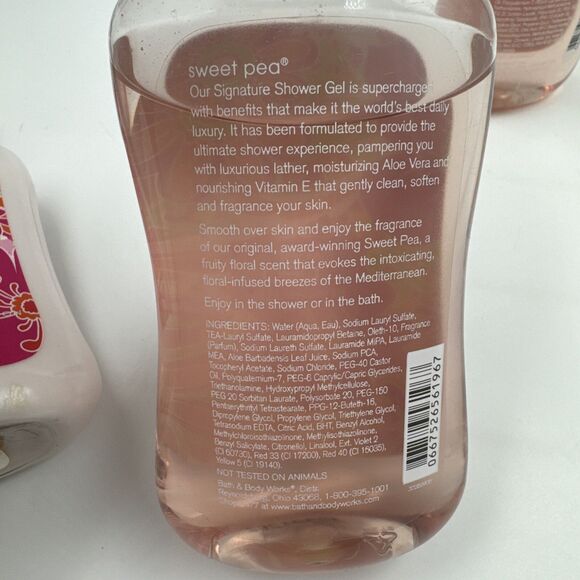 sweet pea®
Our Signature Shower Gel is supercharged
with benefits that make it the world's best daily
luxury. It has been formulated to provide the
ultimate shower experience, pampering you
with luxurious lather, moisturizing Aloe Vera and
nourishing Vitamin E that gently clean, soften
and fragrance your skin.
Smooth over skin and enjoy the fragrance
of our original, award-winning Sweet Pea, a
fruity floral scent that evokes the intoxicating,
floral-infused breezes of the Mediterranean.
Enjoy in the shower or in the bath.
INGREDIENTS: Water (Aqua, Eau), Sodium Lauryl Sulfate,
TEA-Lauryl Sulfate, Lauramidopropyl Betaine, Oleth-10, Fragrance
(Parfum), Sodium Laureth Sulfate, Lauramide MIPA, Lauramide
MEA, Aloe Barbadensis Leaf Juice, Sodium PCA,
Tocopheryl Acetate, Sodium Chloride, PEG-40 Castor
Oil, Polyquaternium-7, PEG-6 Caprylic/Capric Glycerides,
Triethanolamine, Hydroxypropyl Methylcellulose,
PEG 20 Sorbitan Laurate, Polysorbate 20, PEG-150
Pentaerythrityl Tetrastearate, PPG-12-Buteth-16,
Dipropylene Glycol, Propylene Glycol, Triethylene Glycol,
Tetrasodium EDTA, Citric Acid, BHT, Benzyl Alcohol,
Methylchloroisothiazolinone, Methylisothiazolinone,
Benzyl Salicylate, Citronellol, Linalool, Ext. Violet 2
(CI 60730), Red 33 (CI 17200), Red 40 (CI 16035),
Yellow 5 (CI 19140).
NOT TESTED ON ANIMALS
Bath & Body Works®, Distr.
Reynoldsburg, Ohio 43068, 1-800-395-1001
Shop 24/7 at www.bathandbodyworks.com
0667526561967